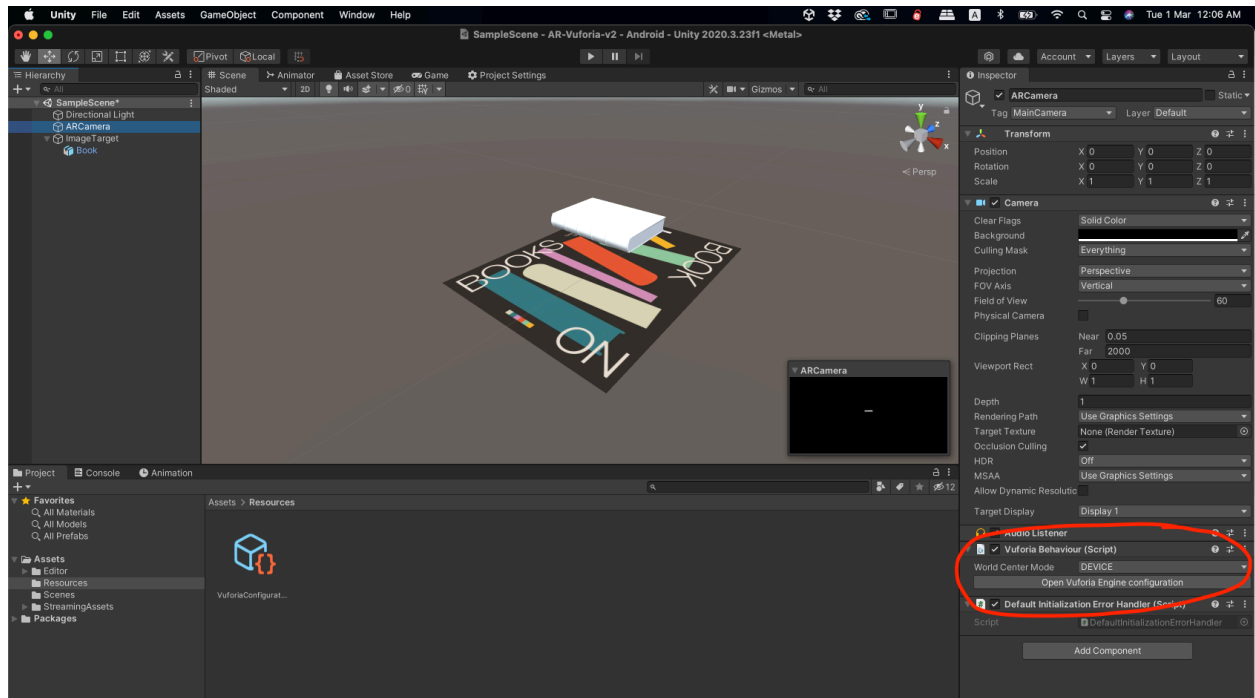 Unity File Edit Assets GameObject Component Window Help
Tue 1 Mar 12:06 AM
SampleScene - AR-Vuforia-v2 - Android - Unity 2020.3.23f1 <Metal>
Pivot Local
Account Layers Layout
Hierarchy
# Scene Animator Asset Store Game Project Settings
Inspector
All
Shaded 2D 0 Gizmos All
ARCamera Static
SampleScene*
Directional Light
ARCamera
ImageTarget
Book
Tag MainCamera Layer Default
Transform
Position X 0 Y 0 Z 0
Rotation X 0 Y 0 Z 0
Scale X 1 Y 1 Z 1
y
z
x
< Persp
Camera
Clear Flags Solid Color
Background
Culling Mask Everything
Projection Perspective
FOV Axis Vertical
Field of View 60
Physical Camera
Clipping Planes Near 0.05
Far 2000
Viewport Rect X 0 Y 0
W 1 H 1
Depth 1
Rendering Path Use Graphics Settings
Target Texture None (Render Texture)
Occlusion Culling
HDR Off
MSAA Use Graphics Settings
Allow Dynamic Resolutio
Target Display Display 1
Audio Listener
Vuforia Behaviour (Script)
World Center Mode DEVICE
Open Vuforia Engine configuration
Default Initialization Error Handler (Script)
Script DefaultInitializationErrorHandler
Add Component
BOOKS
BOOK
ON
ARCamera
Project Console Animation
12
Favorites
All Materials
All Models
All Prefabs
Assets
Editor
Resources
Scenes
StreamingAssets
Packages
Assets > Resources
VuforiaConfigurat...